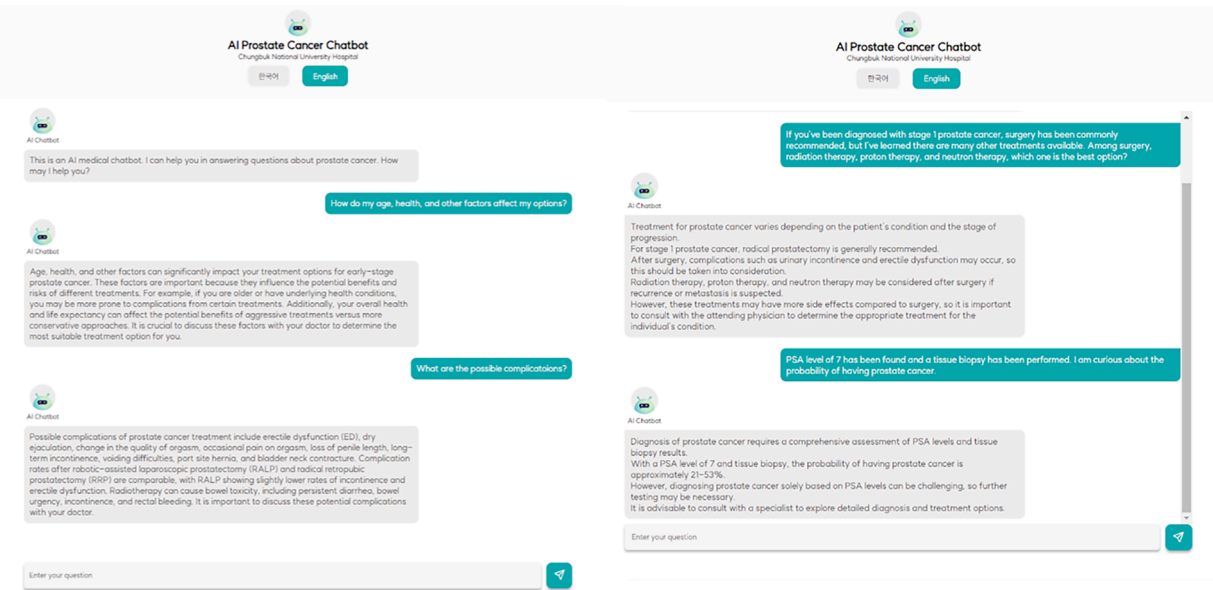 AI Prostate Cancer Chatbot
Chungbuk National University Hospital
한국어
English
AI Chatbot
This is an AI medical chatbot. I can help you in answering questions about prostate cancer. How
may I help you?
How do my age, health, and other factors affect my options?
AI Chatbot
Age, health, and other factors can significantly impact your treatment options for early-stage
prostate cancer. These factors are important because they influence the potential benefits and
risks of different treatments. For example, if you are older or have underlying health conditions,
you may be more prone to complications from certain treatments. Additionally, your overall health
and life expectancy can affect the potential benefits of aggressive treatments versus more
conservative approaches. It is crucial to discuss these factors with your doctor to determine the
most suitable treatment option for you.
What are the possible complicatoions?
AI Chatbot
Possible complications of prostate cancer treatment include erectile dysfunction (ED), dry
ejaculation, change in the quality of orgasm, occasional pain on orgasm, loss of penile length, long-
term incontinence, voiding difficulties, port site hernia, and bladder neck contracture. Complication
rates after robotic-assisted laparoscopic prostatectomy (RALP) and radical retropubic
prostatectomy (RRP) are comparable, with RALP showing slightly lower rates of incontinence and
erectile dysfunction. Radiotherapy can cause bowel toxicity, including persistent diarrhea, bowel
urgency, incontinence, and rectal bleeding. It is important to discuss these potential complications
with your doctor.
Enter your question
AI Prostate Cancer Chatbot
Chungbuk National University Hospital
한국어
English
If you've been diagnosed with stage 1 prostate cancer, surgery has been commonly
recommended, but I've learned there are many other treatments available. Among surgery,
radiation therapy, proton therapy, and neutron therapy, which one is the best option?
AI Chatbot
Treatment for prostate cancer varies depending on the patient's condition and the stage of
progression.
For stage 1 prostate cancer, radical prostatectomy is generally recommended.
After surgery, complications such as urinary incontinence and erectile dysfunction may occur, so
this should be taken into consideration.
Radiation therapy, proton therapy, and neutron therapy may be considered after surgery if
recurrence or metastasis is suspected.
However, these treatments may have more side effects compared to surgery, so it is important
to consult with the attending physician to determine the appropriate treatment for the
individual's condition.
PSA level of 7 has been found and a tissue biopsy has been performed. I am curious about the
probability of having prostate cancer.
AI Chatbot
Diagnosis of prostate cancer requires a comprehensive assessment of PSA levels and tissue
biopsy results.
With a PSA level of 7 and tissue biopsy, the probability of having prostate cancer is
approximately 21-53%.
However, diagnosing prostate cancer solely based on PSA levels can be challenging, so further
testing may be necessary.
It is advisable to consult with a specialist to explore detailed diagnosis and treatment options.
Enter your question